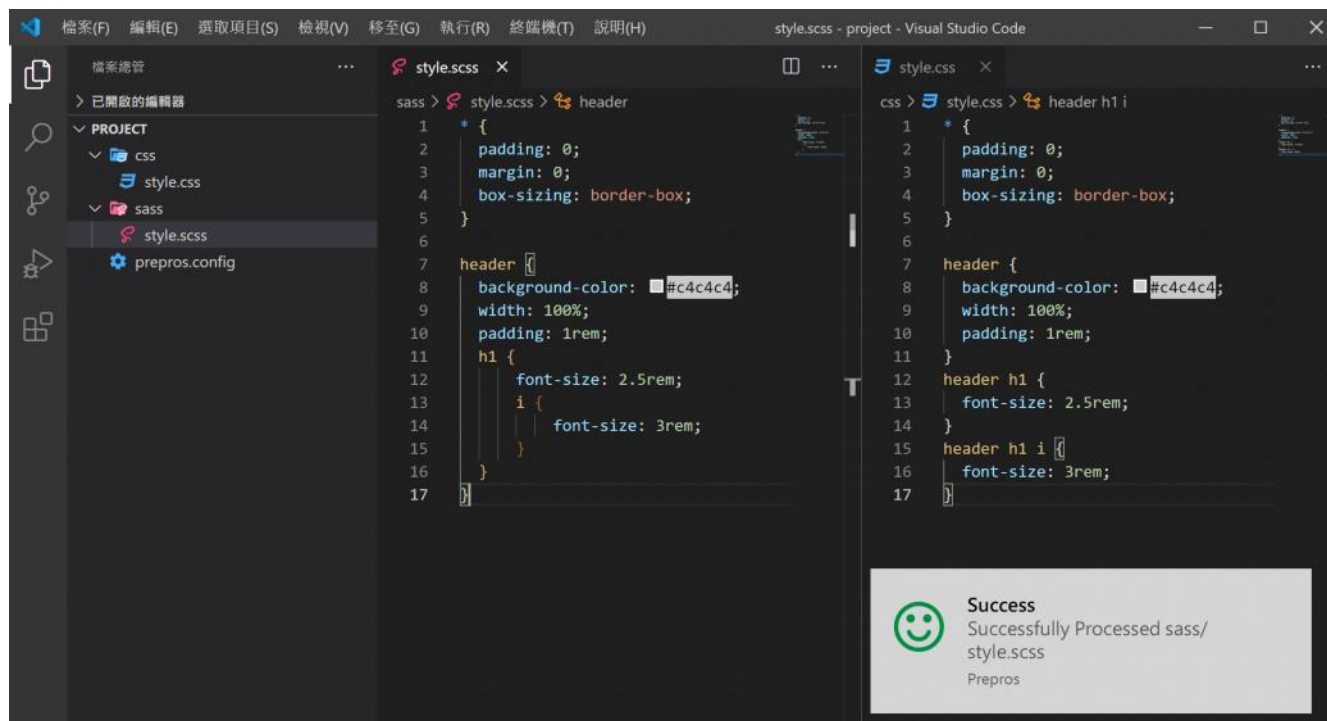 檔案(F) 編輯(E) 選取項目(S) 檢視(V) 移至(G) 執行(R) 終端機(T) 說明(H) style.scss - project - Visual Studio Code
檔案總管
已開啟的編輯器
PROJECT
css
style.css
sass
style.scss
prepros.config
style.scss
sass > style.scss > header
1 * {
2 padding: 0;
3 margin: 0;
4 box-sizing: border-box;
5 }
6
7 header {
8 background-color: #c4c4c4;
9 width: 100%;
10 padding: 1rem;
11 h1 {
12 font-size: 2.5rem;
13 i {
14 font-size: 3rem;
15 }
16 }
17 }
style.css
css > style.css > header h1 i
1 * {
2 padding: 0;
3 margin: 0;
4 box-sizing: border-box;
5 }
6
7 header {
8 background-color: #c4c4c4;
9 width: 100%;
10 padding: 1rem;
11 }
12 header h1 {
13 font-size: 2.5rem;
14 }
15 header h1 i {
16 font-size: 3rem;
17 }
Success
Successfully Processed sass/
style.scss
Prepros